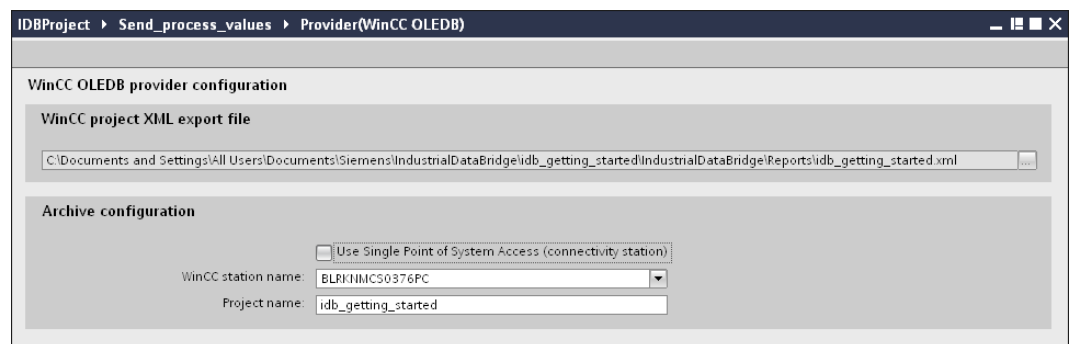 IDBProject ▸ Send_process_values ▸ Provider(WinCC OLEDB)
WinCC OLEDB provider configuration
WinCC project XML export file
C:\Documents and Settings\All Users\Documents\Siemens\IndustrialDataBridge\idb_getting_started\IndustrialDataBridge\Reports\idb_getting_started.xml ...
Archive configuration
Use Single Point of System Access (connectivity station)
WinCC station name: BLRKNMCS0376PC
Project name: idb_getting_started